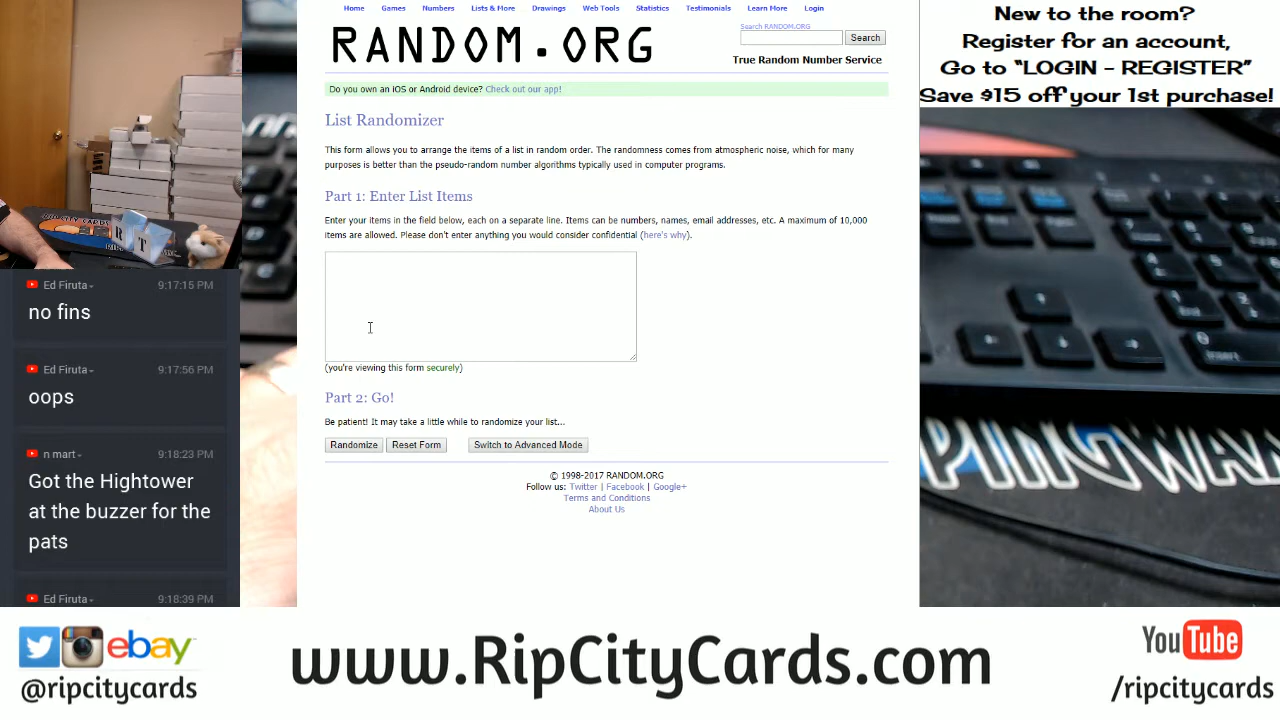 Home Games Numbers Lists & More Drawings Web Tools Statistics Testimonials Learn More Login
RANDOM.ORG
Search RANDOM.ORG
Search
True Random Number Service
Do you own an iOS or Android device? Check out our app!
List Randomizer
This form allows you to arrange the items of a list in random order. The randomness comes from atmospheric noise, which for many
purposes is better than the pseudo-random number algorithms typically used in computer programs.
Part 1: Enter List Items
Enter your items in the field below, each on a separate line. Items can be numbers, names, email addresses, etc. A maximum of 10,000
items are allowed. Please don't enter anything you would consider confidential (here's why).
(you're viewing this form securely)
Part 2: Go!
Be patient! It may take a little while to randomize your list...
Randomize Reset Form Switch to Advanced Mode
© 1998-2017 RANDOM.ORG
Follow us: Twitter | Facebook | Google+
Terms and Conditions
About Us
New to the room?
Register for an account,
Go to "LOGIN - REGISTER"
Save $15 off your 1st purchase!
R T
Ed Firuta 9:17:15 PM
no fins
Ed Firuta 9:17:56 PM
oops
n mart 9:18:23 PM
Got the Hightower
at the buzzer for the
pats
Ed Firuta 9:18:39 PM
PINGWAX
ebay
@ripcitycards
www.RipCityCards.com
YouTube
/ripcitycards